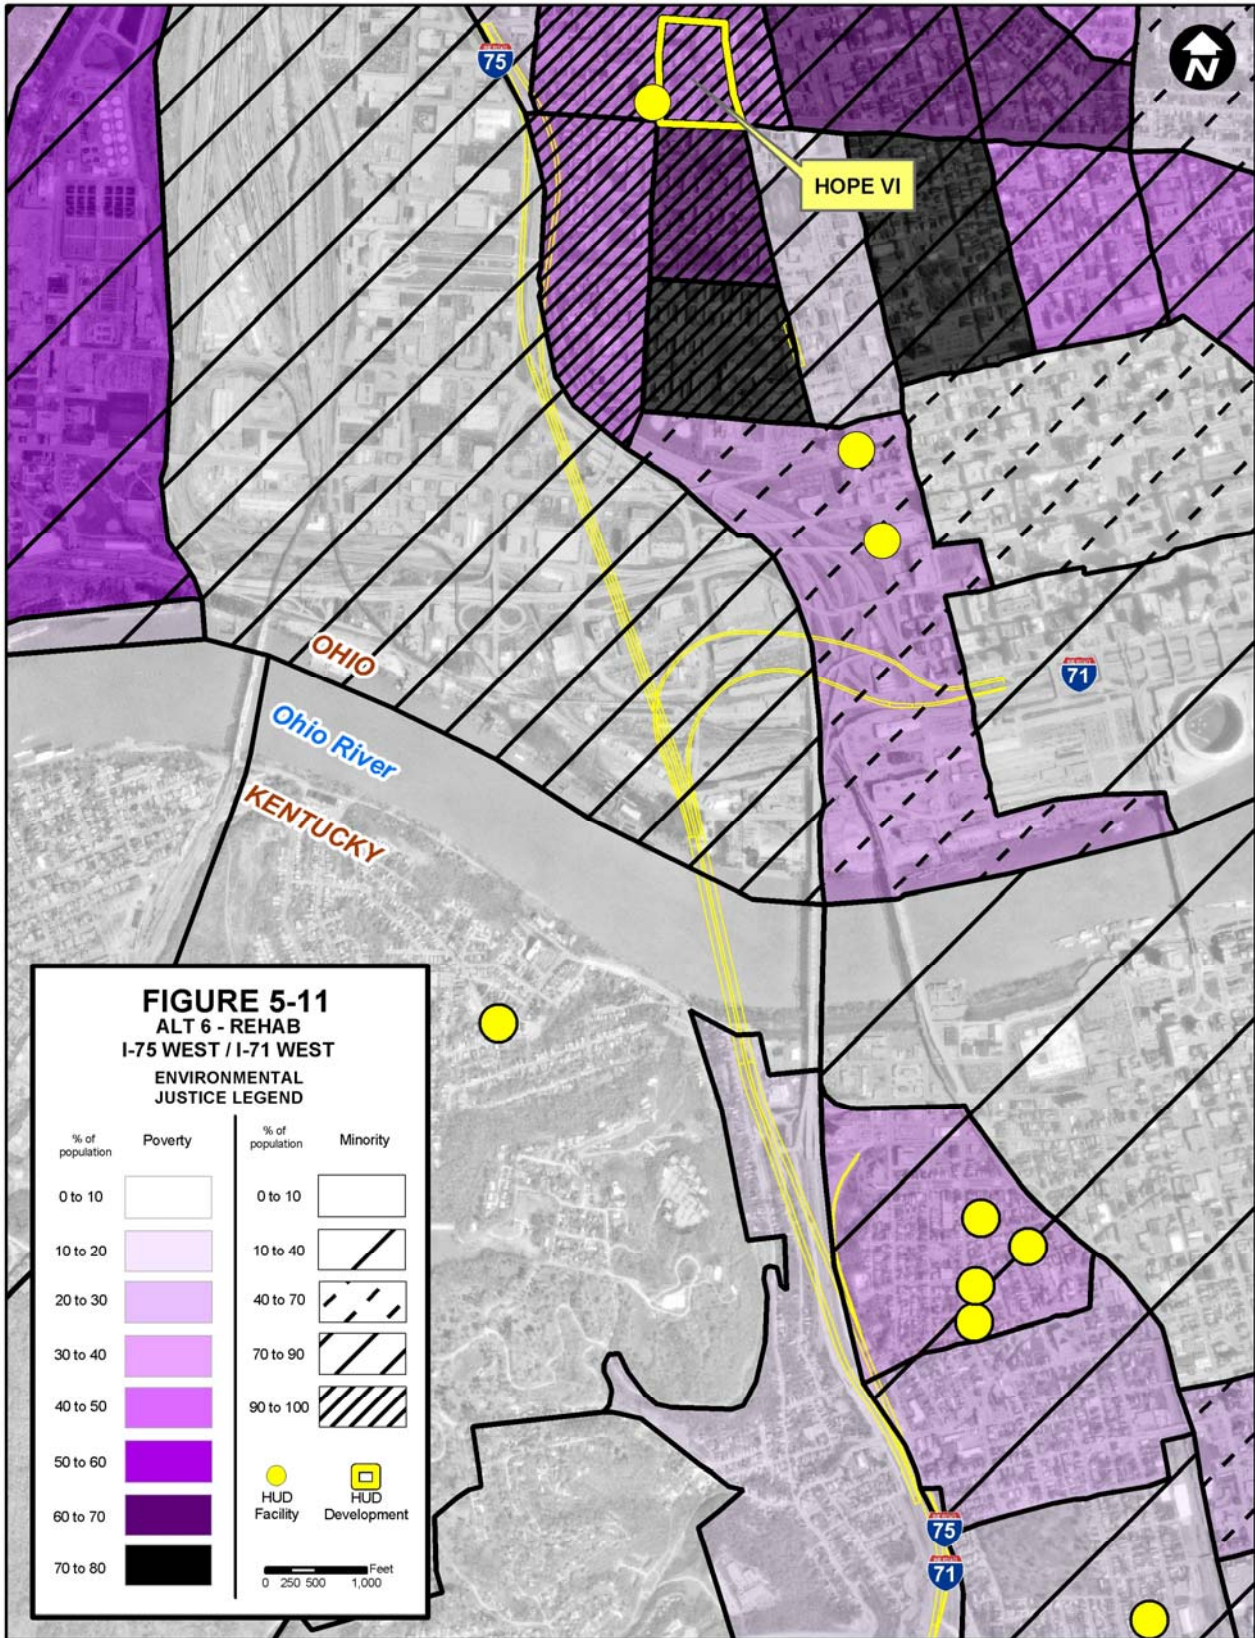 N
75
HOPE VI
71
OHIO
Ohio River
KENTUCKY
FIGURE 5-11
ALT 6 - REHAB
I-75 WEST / I-71 WEST
ENVIRONMENTAL
JUSTICE LEGEND
% of
population
Poverty
0 to 10
10 to 20
20 to 30
30 to 40
40 to 50
50 to 60
60 to 70
70 to 80
% of
population
Minority
0 to 10
10 to 40
40 to 70
70 to 90
90 to 100
HUD
Facility
HUD
Development
Feet
0 250 500 1,000
75
71